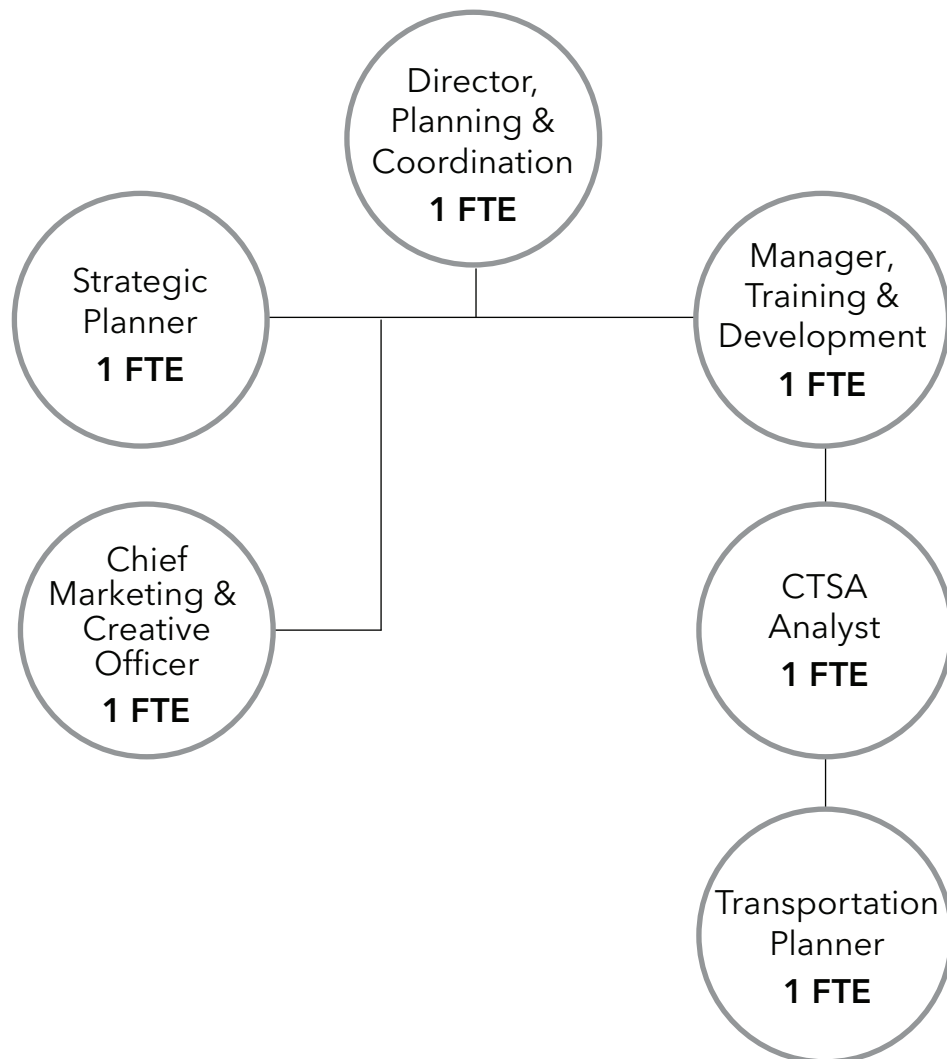 Director,
Planning &
Coordination
1 FTE
Strategic
Planner
1 FTE
Manager,
Training &
Development
1 FTE
Chief
Marketing &
Creative
Officer
1 FTE
CTSA
Analyst
1 FTE
Transportation
Planner
1 FTE